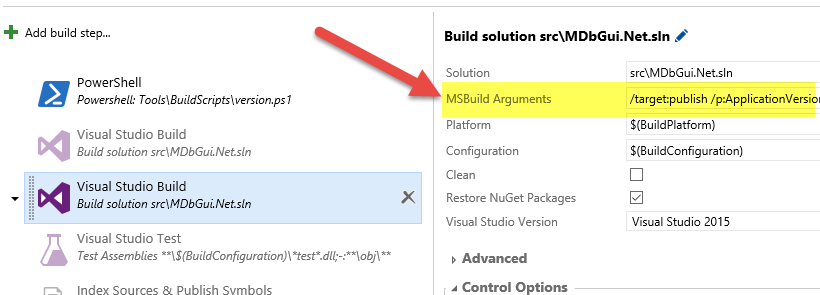 Add build step...
PowerShell
Powershell: Tools\BuildScripts\version.ps1
Visual Studio Build
Build solution src\MDbGui.Net.sln
Visual Studio Build
Build solution src\MDbGui.Net.sln
Visual Studio Test
Test Assemblies **\$(BuildConfiguration)\*test*.dll;-:**\obj\**
Index Sources & Publish Symbols
Build solution src\MDbGui.Net.sln
Solution src\MDbGui.Net.sln
MSBuild Arguments /target:publish /p:ApplicationVersion
Platform $(BuildPlatform)
Configuration $(BuildConfiguration)
Clean
Restore NuGet Packages
Visual Studio Version Visual Studio 2015
Advanced
Control Options